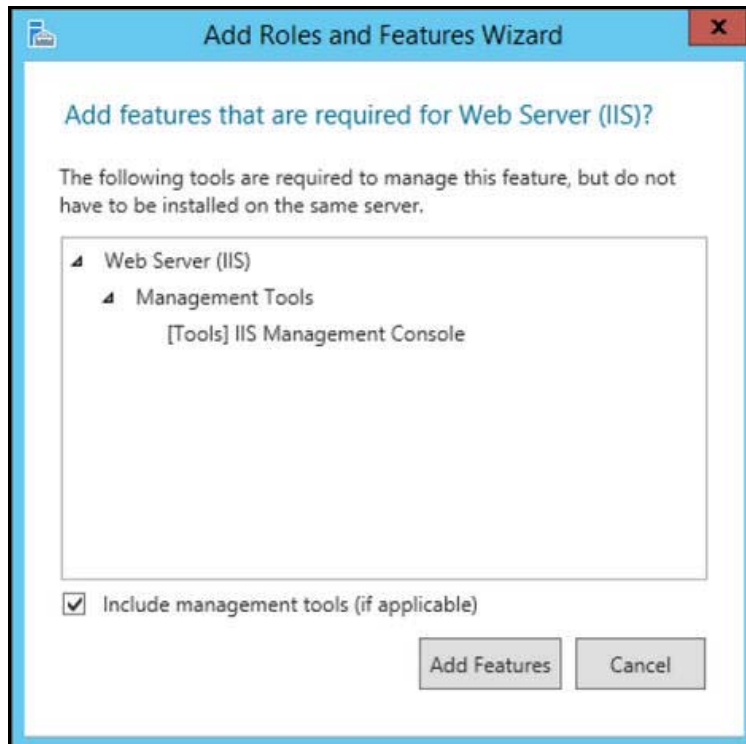 Add Roles and Features Wizard
x
Add features that are required for Web Server (IIS)?
The following tools are required to manage this feature, but do not
have to be installed on the same server.
Web Server (IIS)
Management Tools
[Tools] IIS Management Console
Include management tools (if applicable)
Add Features Cancel